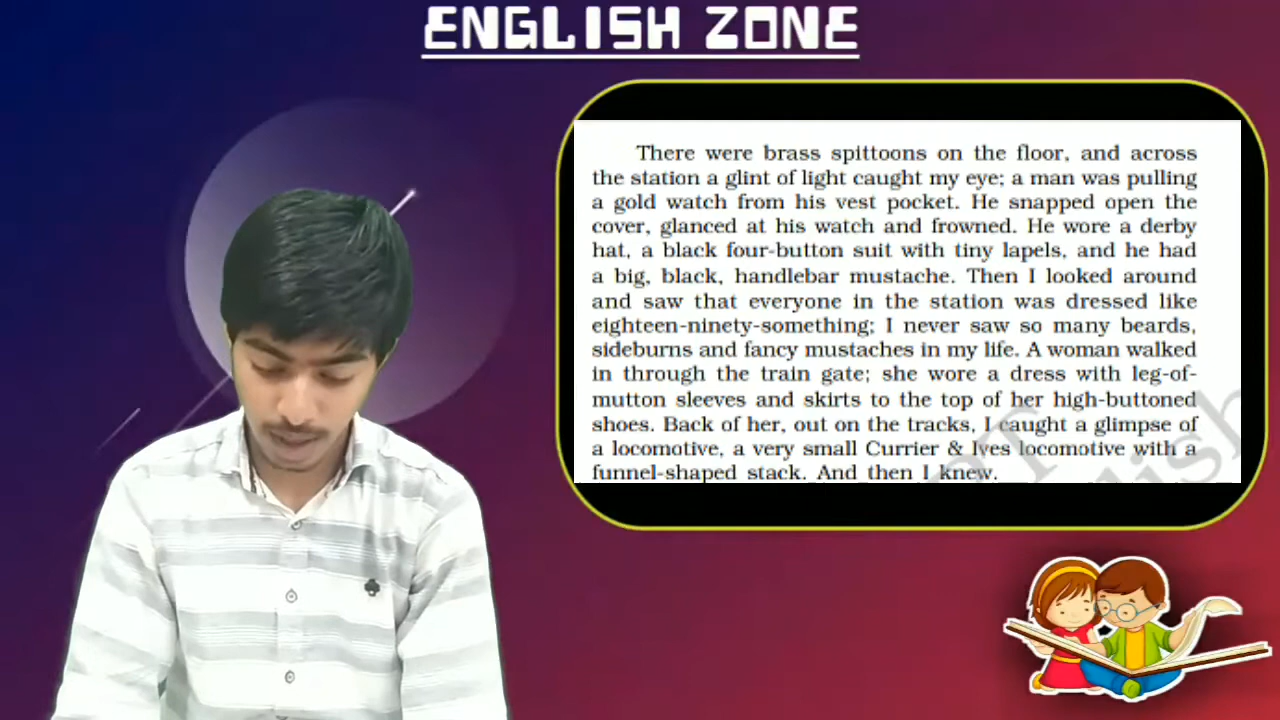 ENGLISH ZONE
There were brass spittoons on the floor, and across
the station a glint of light caught my eye; a man was pulling
a gold watch from his vest pocket. He snapped open the
cover, glanced at his watch and frowned. He wore a derby
hat, a black four-button suit with tiny lapels, and he had
a big, black, handlebar mustache. Then I looked around
and saw that everyone in the station was dressed like
eighteen-ninety-something; I never saw so many beards,
sideburns and fancy mustaches in my life. A woman walked
in through the train gate; she wore a dress with leg-of-
mutton sleeves and skirts to the top of her high-buttoned
shoes. Back of her, out on the tracks, I caught a glimpse of
a locomotive, a very small Currier & Ives locomotive with a
funnel-shaped stack. And then I knew.